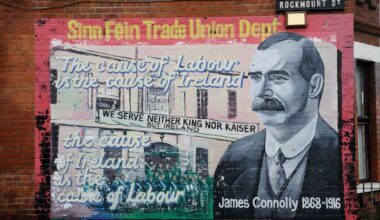 ROCKMOUNT ST
Sinn Fein Trade Union Dept
"The cause of Labour
is the cause of Ireland
WE SERVE NEITHER KING NOR KAISER
BUT IRELAND
the cause
of Ireland
is the
cause of Labour"
James Connolly 1868-1916